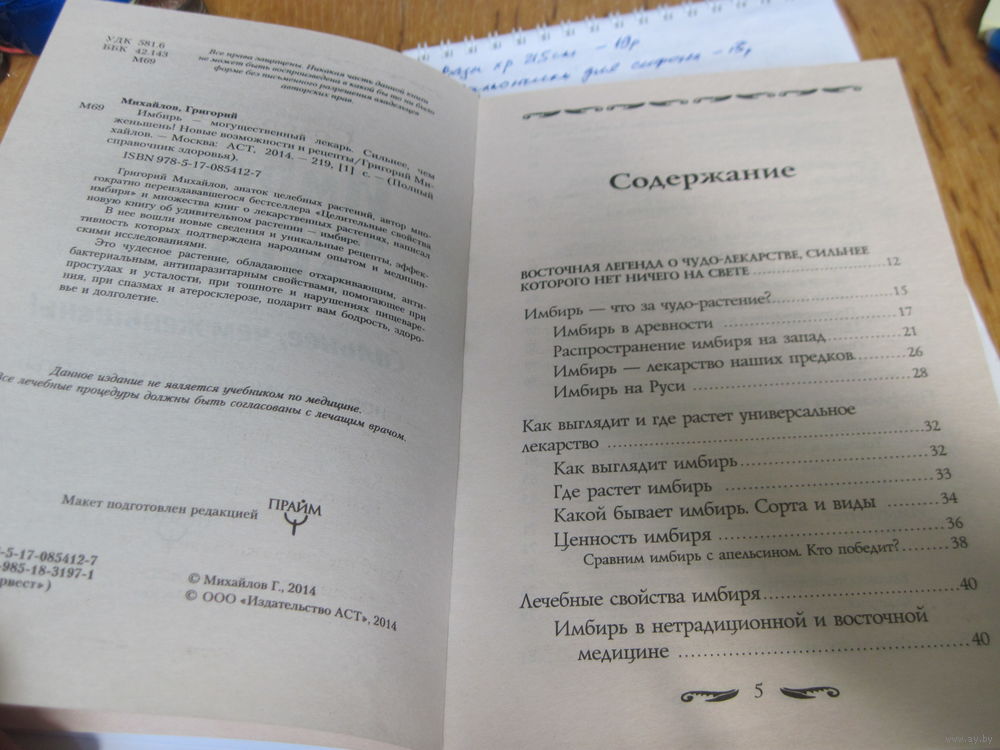 УДК 581.6
ББК 42.143
М69
Все права защищены. Никакая часть данной книги
не может быть воспроизведена в какой бы то ни было
форме без письменного разрешения владельцев
авторских прав.
Михайлов, Григорий
М69 Имбирь — могущественный лекарь. Сильнее, чем
женьшень! Новые возможности и рецепты/Григорий Ми-
хайлов. — Москва: АСТ, 2014. — 219, [1] с. — (Полный
справочник здоровья).
ISBN 978-5-17-085412-7
Григорий Михайлов, знаток целебных растений, автор мно-
гократно переиздававшегося бестселлера «Целительные свойства
имбиря» и множества книг о лекарственных растениях, написал
новую книгу об удивительном растении — имбире.
В нее вошли новые сведения и уникальные рецепты, эффек-
тивность которых подтверждена народным опытом и медицин-
скими исследованиями.
Это чудесное растение, обладающее отхаркивающим, анти-
бактериальным, антипаразитарным свойствами, помогающее при
простудах и усталости, при тошноте и нарушениях пищеваре-
ния, при спазмах и атеросклерозе, подарит вам бодрость, здоро-
вье и долголетие.
Данное издание не является учебником по медицине.
Все лечебные процедуры должны быть согласованы с лечащим врачом.
Макет подготовлен редакцией ПРАЙМ
-5-17-085412-7
-985-18-3197-1
рвест»)
© Михайлов Г., 2014
© ООО «Издательство АСТ», 2014
хр 215
Содержание
ВОСТОЧНАЯ ЛЕГЕНДА О ЧУДО-ЛЕКАРСТВЕ, СИЛЬНЕЕ
КОТОРОГО НЕТ НИЧЕГО НА СВЕТЕ ........ 12
Имбирь — что за чудо-растение? ........ 15
Имбирь в древности ........ 17
Распространение имбиря на запад ........ 21
Имбирь — лекарство наших предков ........ 26
Имбирь на Руси ........ 28
Как выглядит и где растет универсальное
лекарство ........ 32
Как выглядит имбирь ........ 32
Где растет имбирь ........ 33
Какой бывает имбирь. Сорта и виды ........ 34
Ценность имбиря ........ 36
Сравним имбирь с апельсином. Кто победит? ........ 38
Лечебные свойства имбиря ........ 40
Имбирь в нетрадиционной и восточной
медицине ........ 40
5
www.ay.by